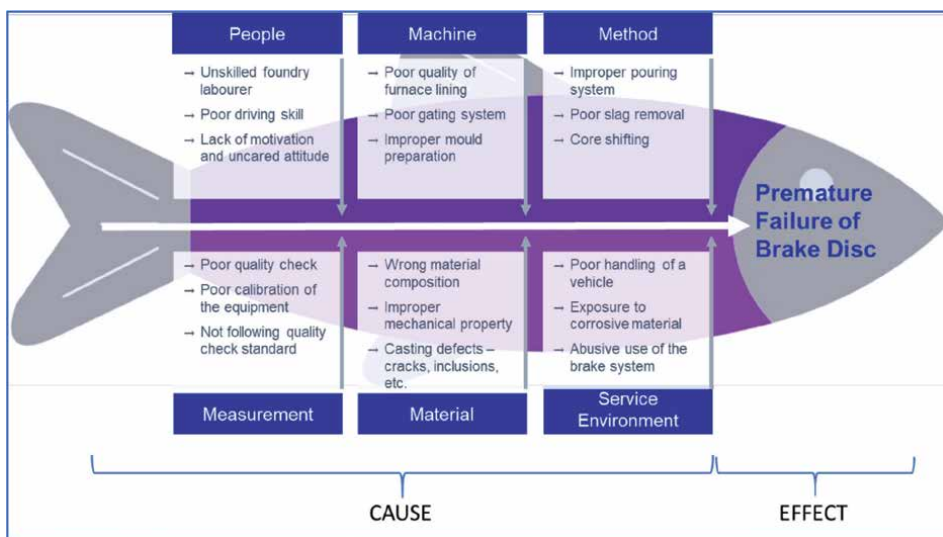 People
→ Unskilled foundry
labourer
→ Poor driving skill
→ Lack of motivation
and uncared attitude
Machine
→ Poor quality of
furnace lining
→ Poor gating system
→ Improper mould
preparation
Method
→ Improper pouring
system
→ Poor slag removal
→ Core shifting
Premature
Failure of
Brake Disc
→ Poor quality check
→ Poor calibration of
the equipment
→ Not following quality
check standard
Measurement
→ Wrong material
composition
→ Improper
mechanical property
→ Casting defects –
cracks, inclusions,
etc.
Material
→ Poor handling of a
vehicle
→ Exposure to
corrosive material
→ Abusive use of the
brake system
Service
Environment
CAUSE
EFFECT